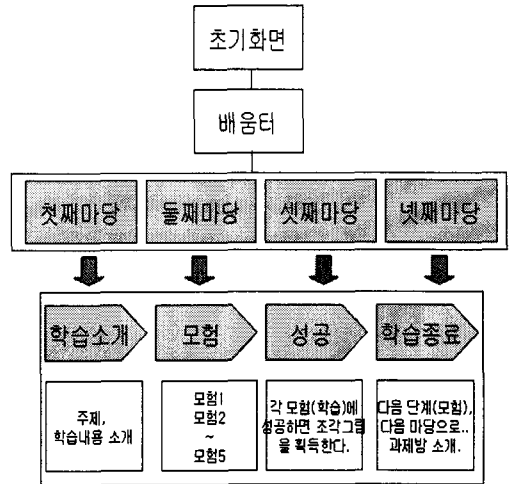 초기화면
배움터
첫째마당 둘째마당 셋째마당 넷째마당
학습소개 모험 성공 학습종료
주제,
학습내용 소개
모험1
모험2
~
모험5
각 모험(학습)에
성공하면 조각그림
을 획득한다.
다음 단계(모험),
다음 마당으로..
과제방 소개.